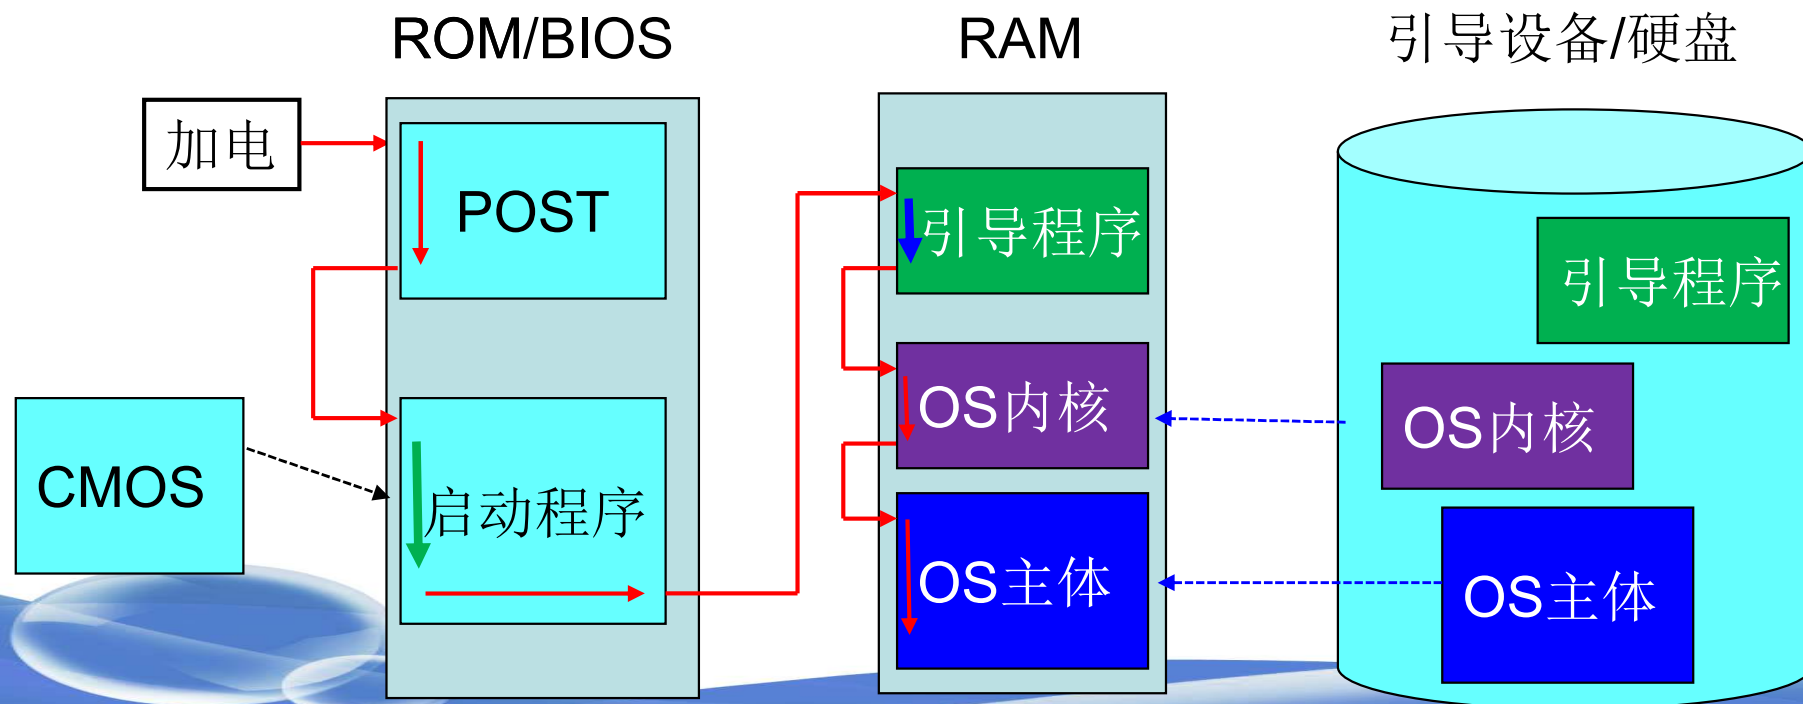 ROM/BIOS
RAM
引导设备/硬盘
加电
POST
CMOS
启动程序
引导程序
OS内核
OS主体
引导程序
OS内核
OS主体